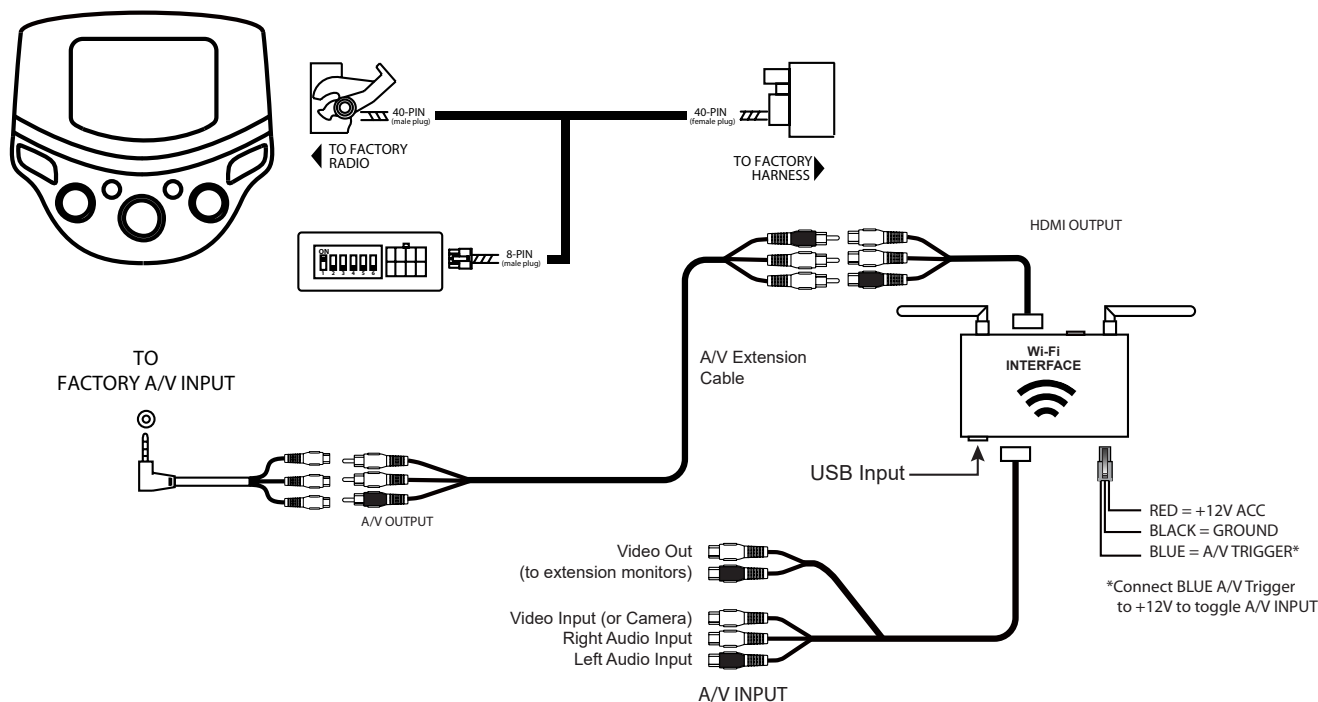 40-PIN
(male plug)
TO FACTORY
RADIO
40-PIN
(female plug)
TO FACTORY
HARNESS
ON
1 2 3 4 5 6
8-PIN
(male plug)
HDMI OUTPUT
Wi-Fi
INTERFACE
A/V Extension
Cable
TO
FACTORY A/V INPUT
A/V OUTPUT
USB Input
RED = +12V ACC
BLACK = GROUND
BLUE = A/V TRIGGER*
*Connect BLUE A/V Trigger
to +12V to toggle A/V INPUT
Video Out
(to extension monitors)
Video Input (or Camera)
Right Audio Input
Left Audio Input
A/V INPUT